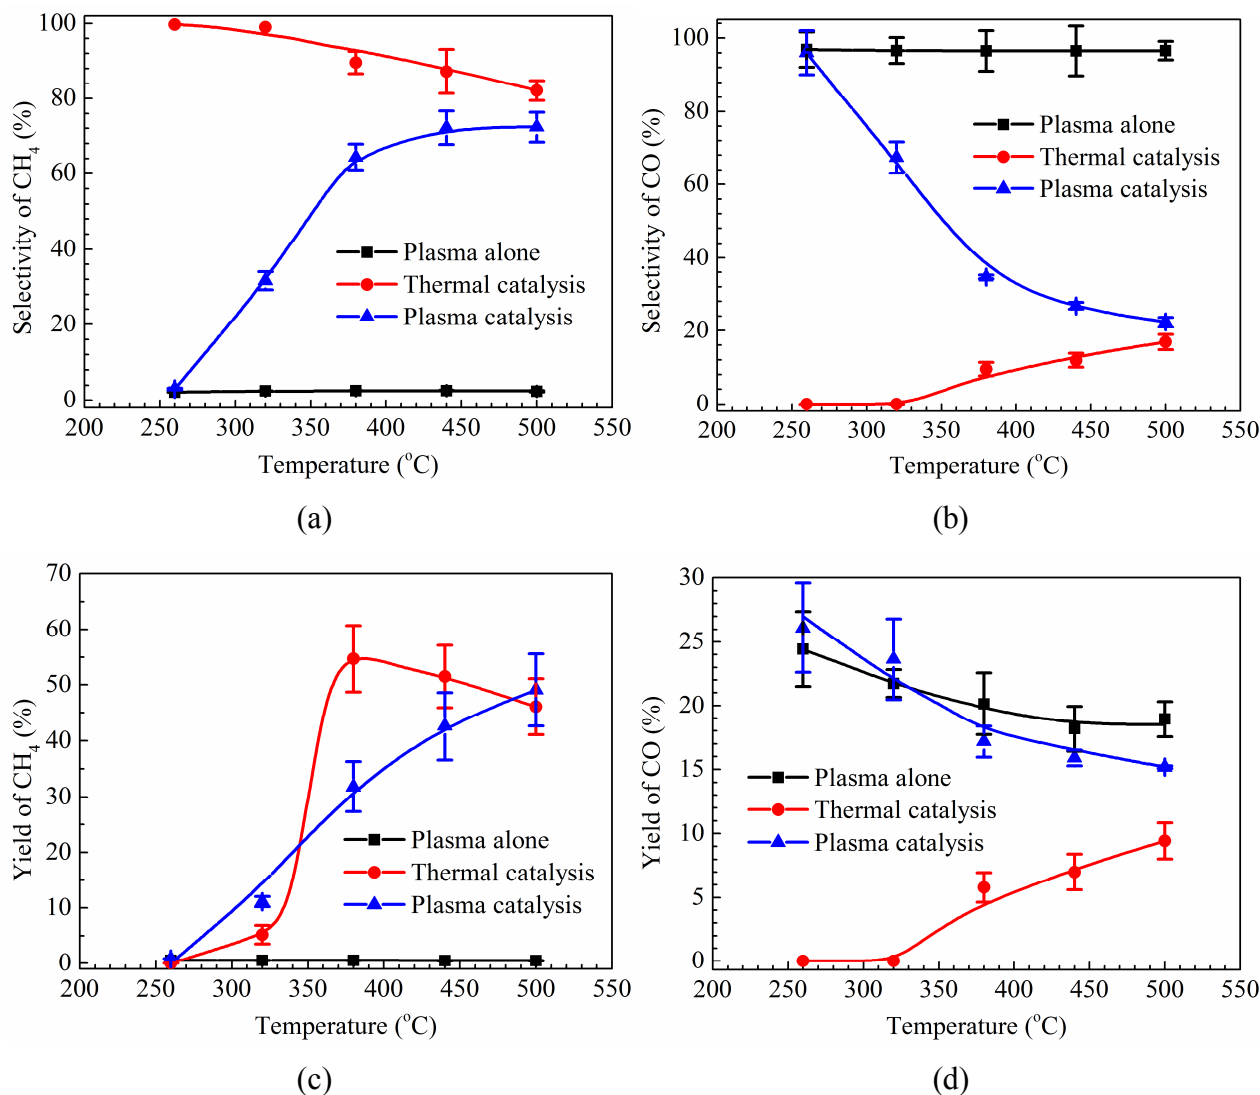 100
80
60
40
20
0
200 250 300 350 400 450 500 550
Selectivity of CH4 (%)
Temperature (oC)
Plasma alone
Thermal catalysis
Plasma catalysis
(a)
100
80
60
40
20
0
200 250 300 350 400 450 500 550
Selectivity of CO (%)
Temperature (oC)
Plasma alone
Thermal catalysis
Plasma catalysis
(b)
70
60
50
40
30
20
10
0
200 250 300 350 400 450 500 550
Yield of CH4 (%)
Temperature (oC)
Plasma alone
Thermal catalysis
Plasma catalysis
(c)
30
25
20
15
10
5
0
200 250 300 350 400 450 500 550
Yield of CO (%)
Temperature (oC)
Plasma alone
Thermal catalysis
Plasma catalysis
(d)